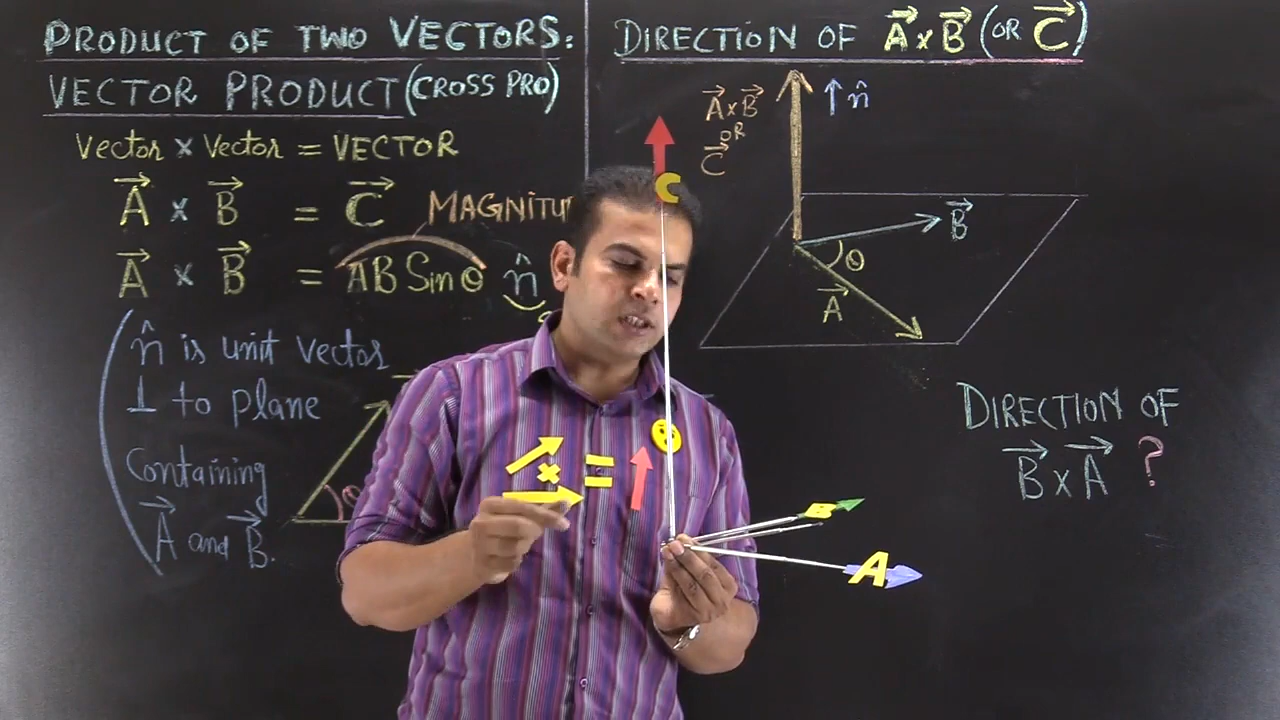 PRODUCT OF TWO VECTORS:
VECTOR PRODUCT (CROSS PRO)
Vector × Vector = VECTOR
A⃗ × B⃗ = C⃗
MAGNITU
A⃗ × B⃗ = AB Sin θ n̂
n̂ is unit vector
⊥ to plane
Containing
A⃗ and B⃗.
θ
DIRECTION OF A⃗ × B⃗ (OR C⃗)
A⃗ × B⃗
OR
C⃗
↑ n̂
B⃗
θ
A⃗
DIRECTION OF
B⃗ × A⃗ ?
C
× =
B
A